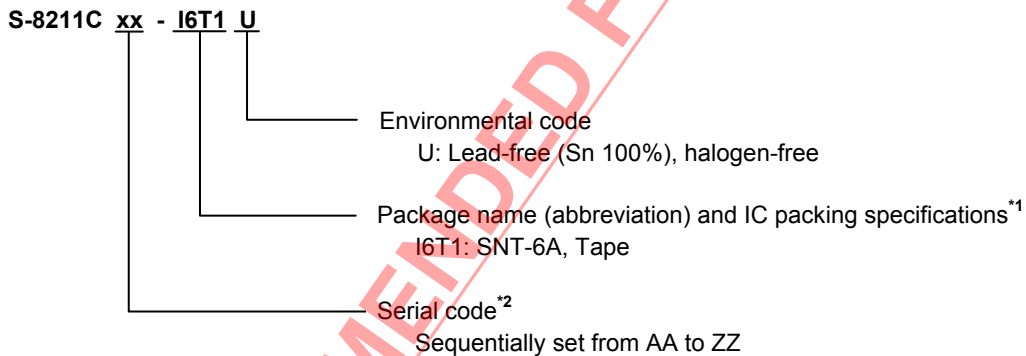 S-8211C xx - I6T1 U
Environmental code
U: Lead-free (Sn 100%), halogen-free
Package name (abbreviation) and IC packing specifications*1
I6T1: SNT-6A, Tape
Serial code*2
Sequentially set from AA to ZZ
MENDED F